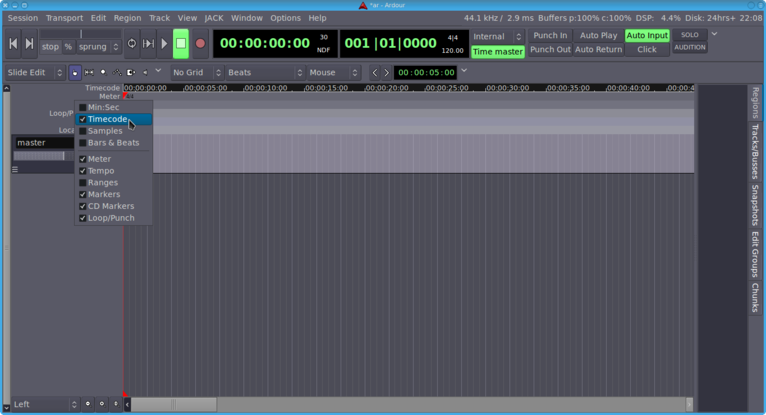 *ar - Ardour
Session Transport Edit Region Track View JACK Window Options Help 44.1 kHz / 2.9 ms Buffers p:100% c:100% DSP: 4.4% Disk: 24hrs+ 22:08
stop % sprung 00:00:00:00 30 NDF 001|01|0000 4|4 120.00 Internal Time master Punch In Auto Play Auto Input SOLO
Punch Out Auto Return Click AUDITION
Slide Edit No Grid Beats Mouse 00:00:05:00
Timecode 00:00:00:00 00:00:05:00 00:00:10:00 00:00:15:00 00:00:20:00 00:00:25:00 00:00:30:00 00:00:35:00 00:00:40:00 00:00:4
Meter
Min:Sec
Loop/P
Timecode
Loca
Samples
master
Bars & Beats
Meter
Tempo
Ranges
Markers
CD Markers
Loop/Punch
Regions
Tracks/Busses
Snapshots
Edit Groups
Chunks
Left